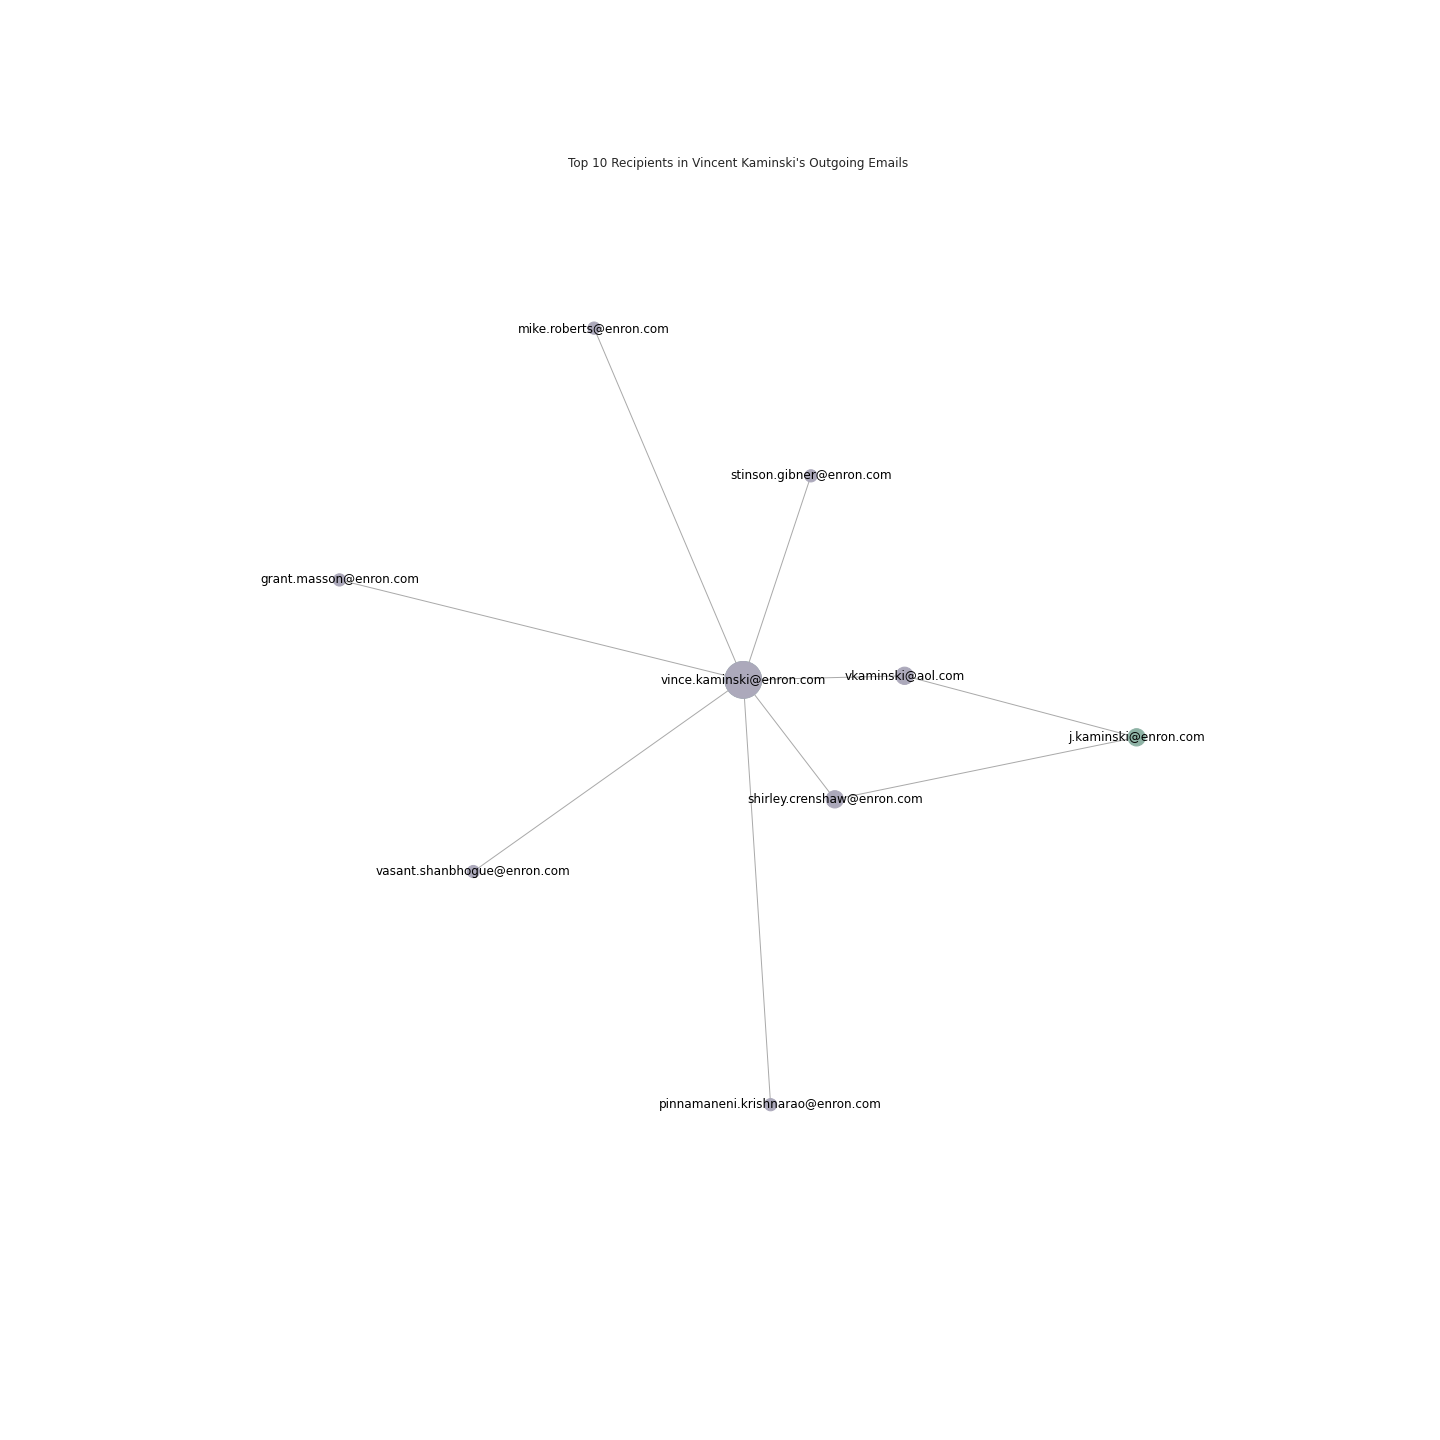 Top 10 Recipients in Vincent Kaminski's Outgoing Emails
mike.roberts@enron.com
stinson.gibner@enron.com
grant.masson@enron.com
vince.kaminski@enron.com
vkaminski@aol.com
j.kaminski@enron.com
shirley.crenshaw@enron.com
vasant.shanbhogue@enron.com
pinnamaneni.krishnarao@enron.com